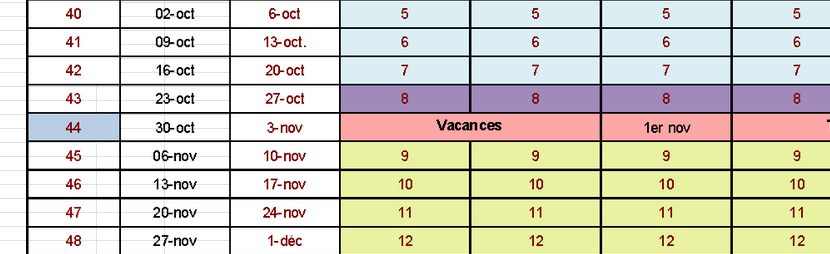 40 02-oct 6-oct 5 5 5 5
41 09-oct 13-oct. 6 6 6 6
42 16-oct 20-oct 7 7 7 7
43 23-oct 27-oct 8 8 8 8
44 30-oct 3-nov Vacances 1er nov
45 06-nov 10-nov 9 9 9 9
46 13-nov 17-nov 10 10 10 10
47 20-nov 24-nov 11 11 11 11
48 27-nov 1-déc 12 12 12 12